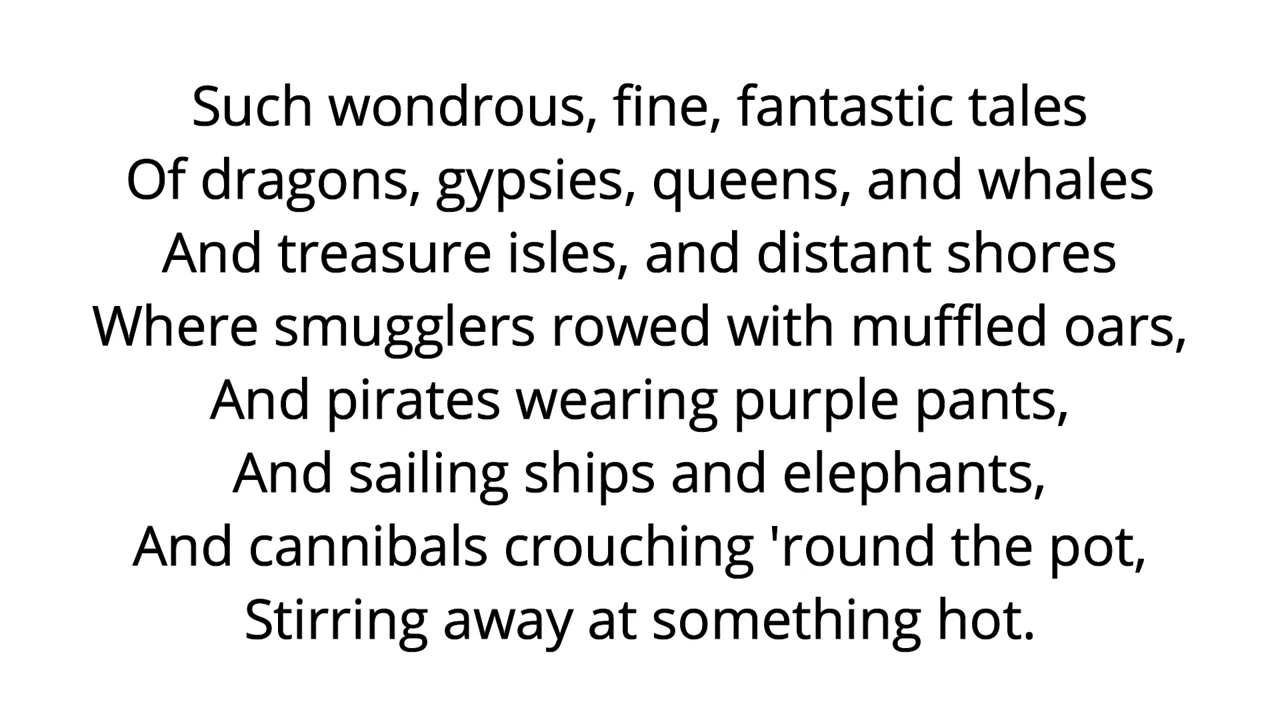 Such wondrous, fine, fantastic tales
Of dragons, gypsies, queens, and whales
And treasure isles, and distant shores
Where smugglers rowed with muffled oars,
And pirates wearing purple pants,
And sailing ships and elephants,
And cannibals crouching 'round the pot,
Stirring away at something hot.